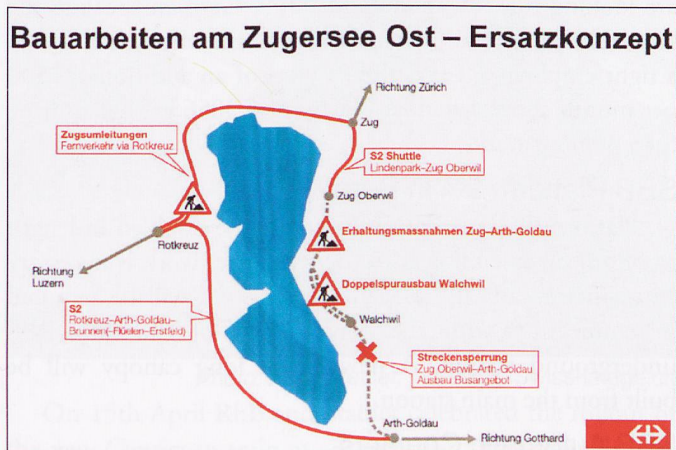 Bauarbeiten am Zugersee Ost – Ersatzkonzept
Richtung Zürich
Zug
Zugsumleitungen
Fernverkehr via Rotkreuz
S2 Shuttle
Lindenpark–Zug Oberwil
Zug Oberwil
Erhaltungsmassnahmen Zug–Arth-Goldau
Rotkreuz
Richtung
Luzern
Doppelspurausbau Walchwil
S2
Rotkreuz–Arth-Goldau–
Brunnen(–Flüelen–Erstfeld)
Walchwil
Streckensperrung
Zug Oberwil–Arth-Goldau
Ausbau Busangebot
Arth-Goldau
Richtung Gotthard